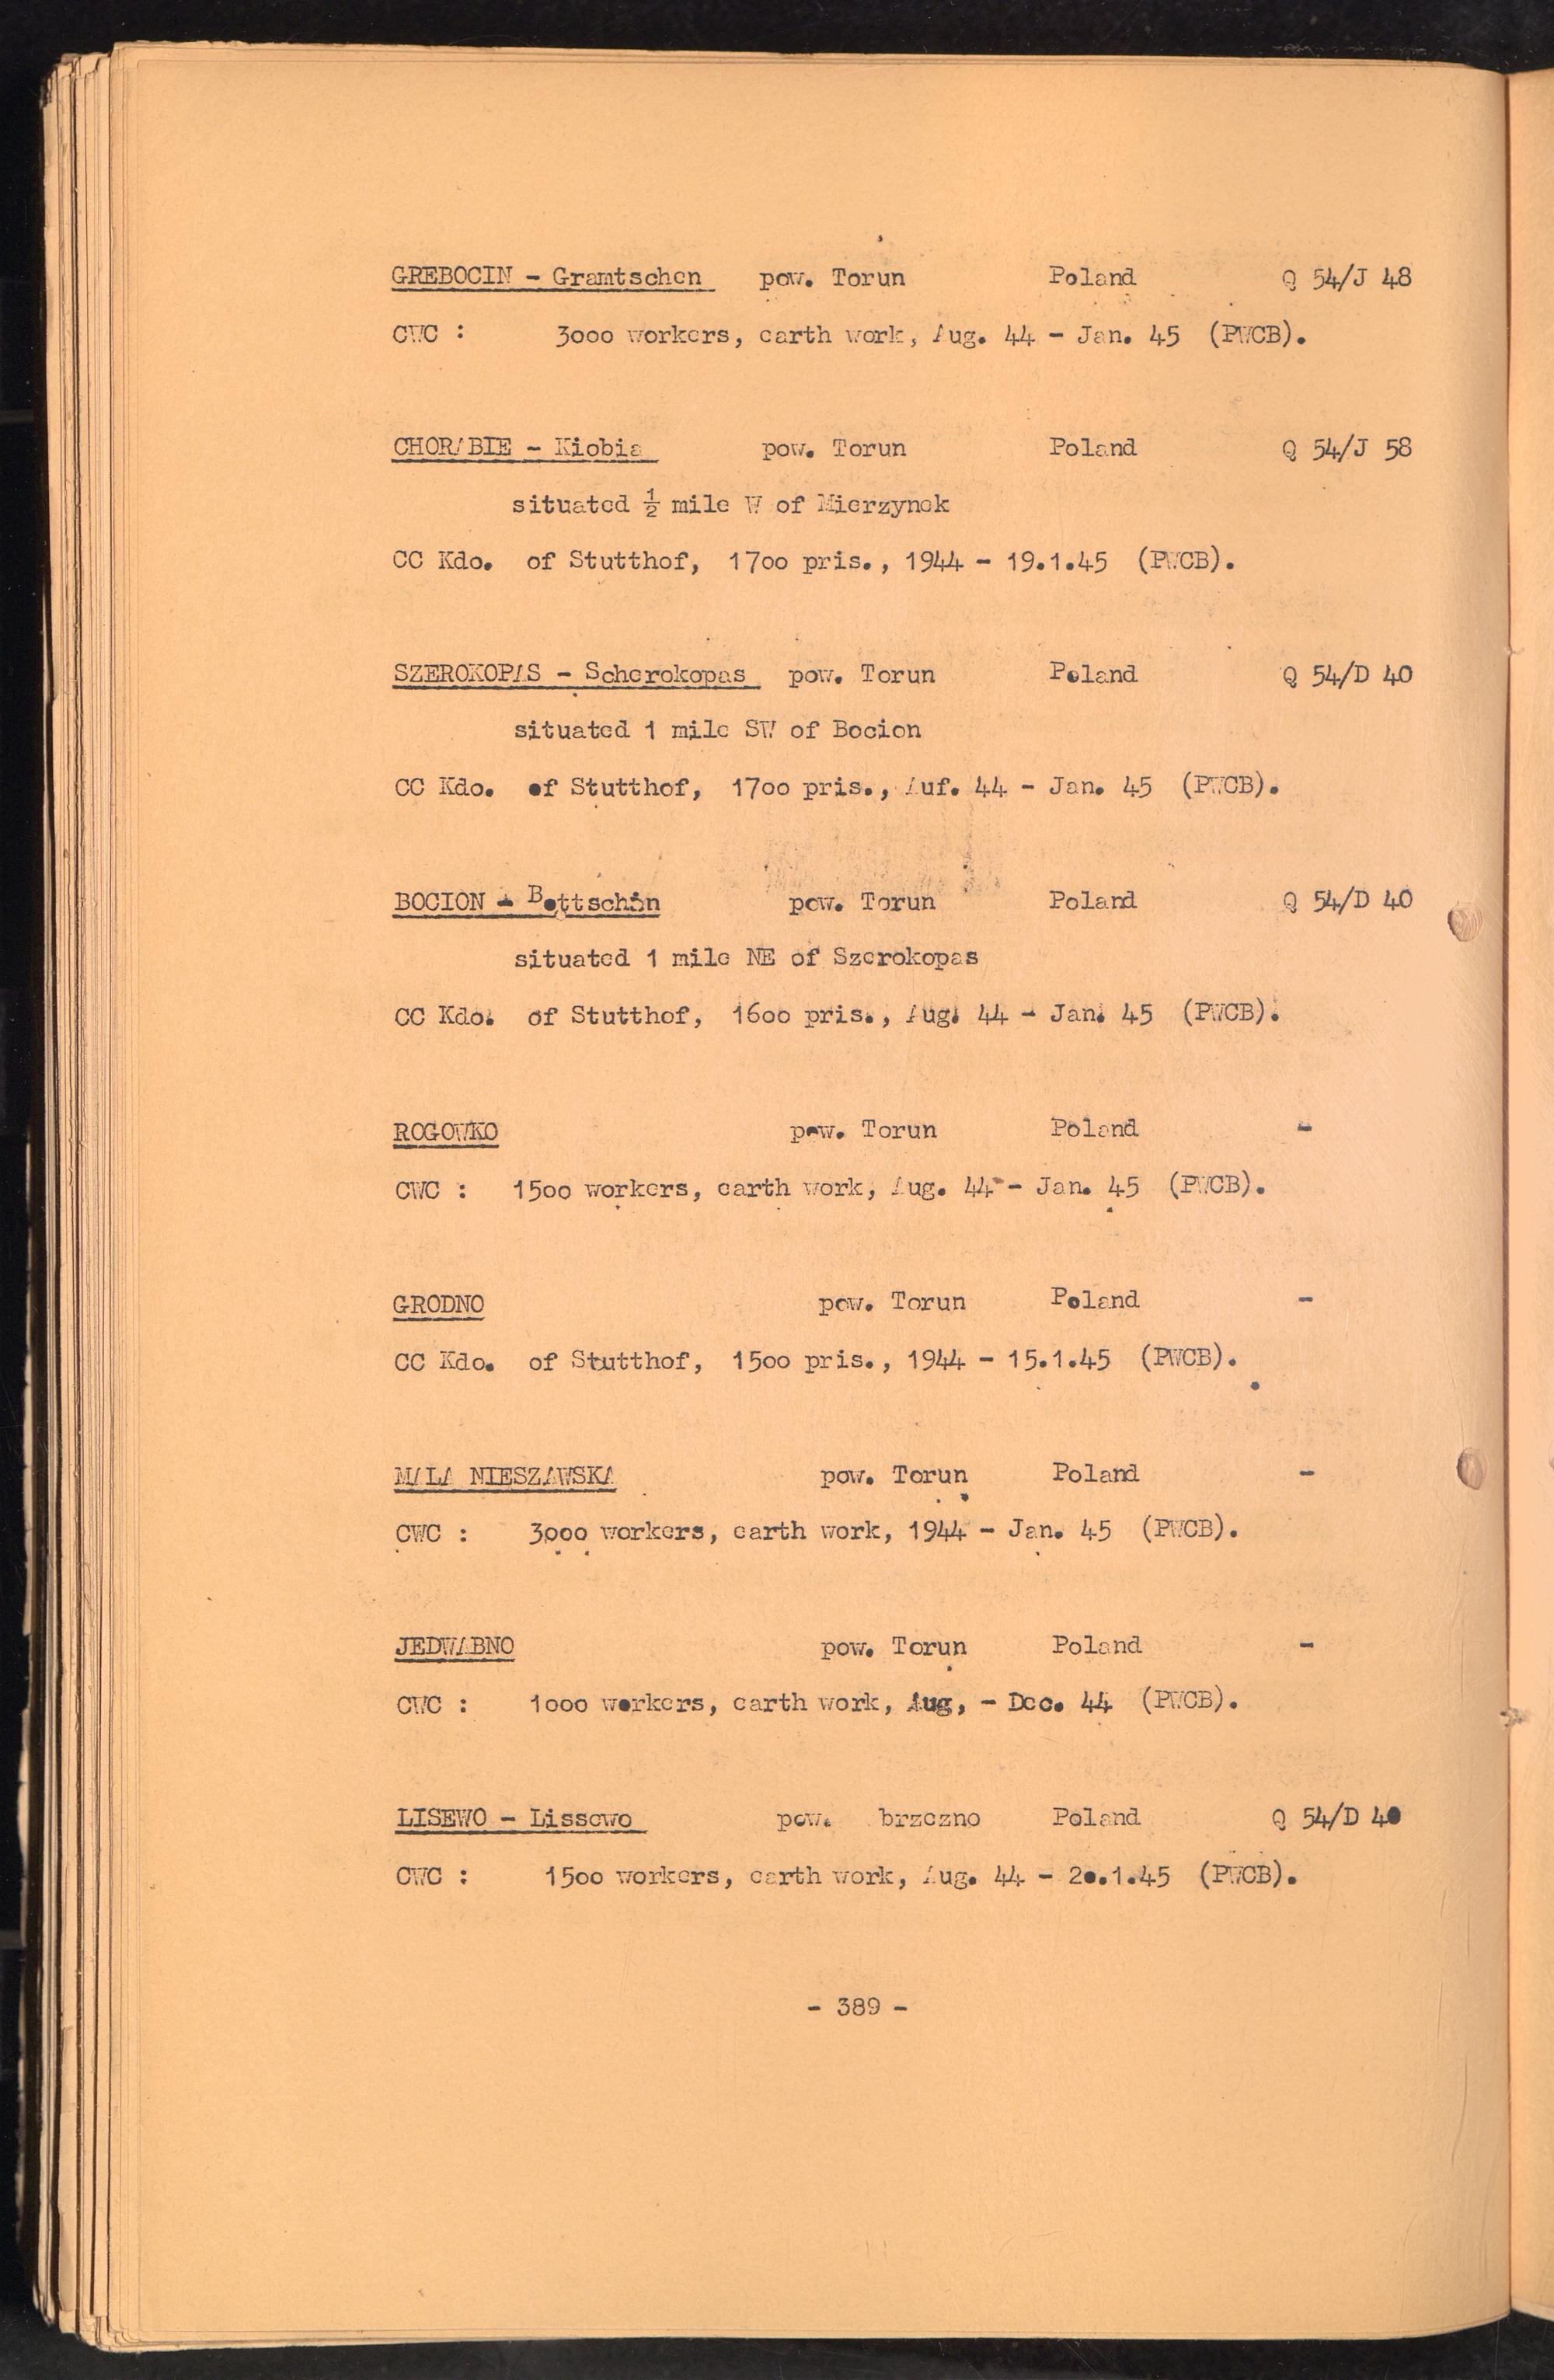 GREBOCIN - Gramtschen pow. Torun Poland Q 54/J 48
CWC : 3000 workers, earth work, Aug. 44 - Jan. 45 (PWCB).
CHORABIE - Kiobia pow. Torun Poland Q 54/J 58
situated ½ mile W of Mierzynek
CC Kdo. of Stutthof, 1700 pris., 1944 - 19.1.45 (PWCB).
SZEROKOPAS - Scherokopas pow. Torun Poland Q 54/D 40
situated 1 mile SW of Bocion
CC Kdo. of Stutthof, 1700 pris., Auf. 44 - Jan. 45 (PWCB).
BOCION - Bottschin pow. Torun Poland Q 54/D 40
situated 1 mile NE of Szerokopas
CC Kdo. of Stutthof, 1600 pris., Aug. 44 - Jan. 45 (PWCB).
ROGOWKO pow. Torun Poland -
CWC : 1500 workers, earth work, Aug. 44 - Jan. 45 (PWCB).
GRODNO pow. Torun Poland -
CC Kdo. of Stutthof, 1500 pris., 1944 - 15.1.45 (PWCB).
MALA NIESZAWSKA pow. Torun Poland -
CWC : 3000 workers, earth work, 1944 - Jan. 45 (PWCB).
JEDWABNO pow. Torun Poland -
CWC : 1000 workers, earth work, Aug, - Dec. 44 (PWCB).
LISEWO - Lissewo pow. brzezno Poland Q 54/D 40
CWC : 1500 workers, earth work, Aug. 44 - 20.1.45 (PWCB).
- 389 -